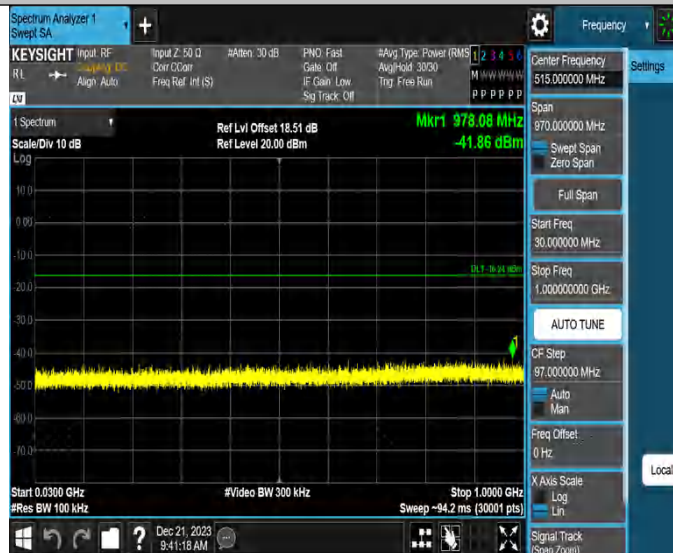 Spectrum Analyzer 1
Swept SA
+
Frequency
KEYSIGHT
RL
Input: RF
Coupling: DC
Align: Auto
Input Z: 50 Ω
Corr CCorr
Freq Ref: Int (S)
#Atten: 30 dB
PNO: Fast
Gate: Off
IF Gain: Low
Sig Track: Off
#Avg Type: Power (RMS
Avg|Hold: 30/30
Trig: Free Run
1 2 3 4 5 6
M W W W W W
P P P P P P
LXI
1 Spectrum
Scale/Div 10 dB
Log
Ref Lvl Offset 18.51 dB
Ref Level 20.00 dBm
Mkr1 978.08 MHz
-41.86 dBm
10.0
0.00
-10.0
-20.0
-30.0
-40.0
-50.0
-60.0
-70.0
1
Start 0.0300 GHz
#Res BW 100 kHz
#Video BW 300 kHz
Stop 1.0000 GHz
Sweep ~94.2 ms (30001 pts)
?
Dec 21, 2023
9:41:18 AM
Center Frequency
515.000000 MHz
Settings
Span
970.000000 MHz
Swept Span
Zero Span
Full Span
Start Freq
30.000000 MHz
Stop Freq
1.000000000 GHz
AUTO TUNE
CF Step
97.000000 MHz
Auto
Man
Freq Offset
0 Hz
X Axis Scale
Log
Lin
Local
Signal Track
(Span Zoom)